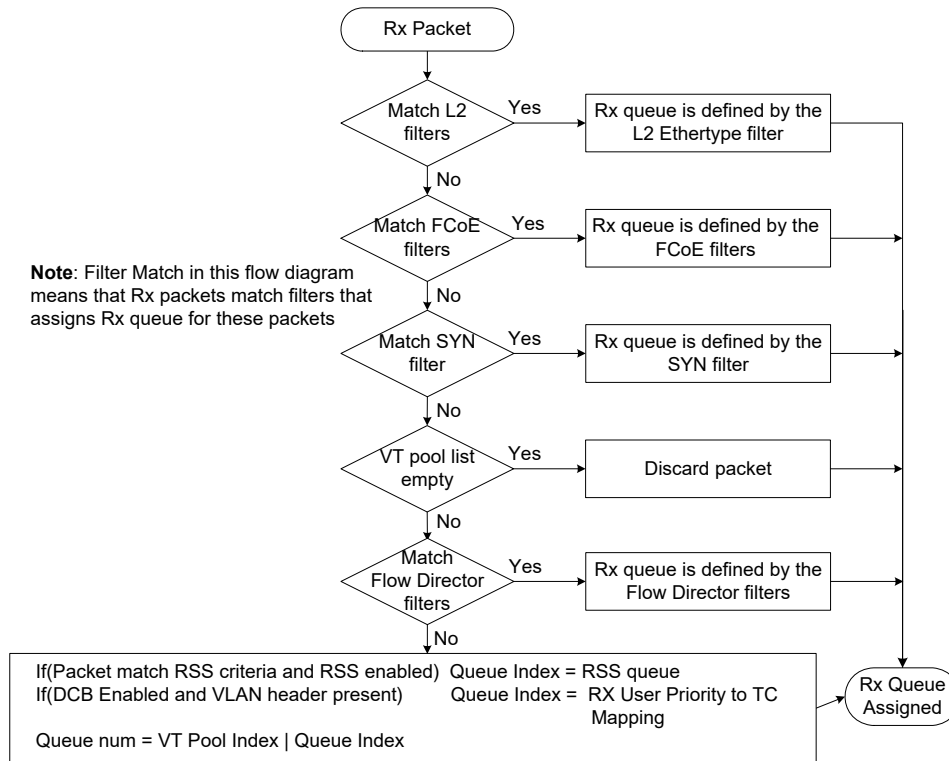 Rx Packet
Match L2
filters
Yes
Rx queue is defined by the
L2 Ethertype filter
No
Match FCoE
filters
Yes
Rx queue is defined by the
FCoE filters
Note: Filter Match in this flow diagram
means that Rx packets match filters that
assigns Rx queue for these packets
No
Match SYN
filter
Yes
Rx queue is defined by the
SYN filter
No
VT pool list
empty
Yes
Discard packet
No
Match
Flow Director
filters
Yes
Rx queue is defined by the
Flow Director filters
No
If(Packet match RSS criteria and RSS enabled) Queue Index = RSS queue
If(DCB Enabled and VLAN header present) Queue Index = RX User Priority to TC
Mapping
Queue num = VT Pool Index | Queue Index
Rx Queue
Assigned